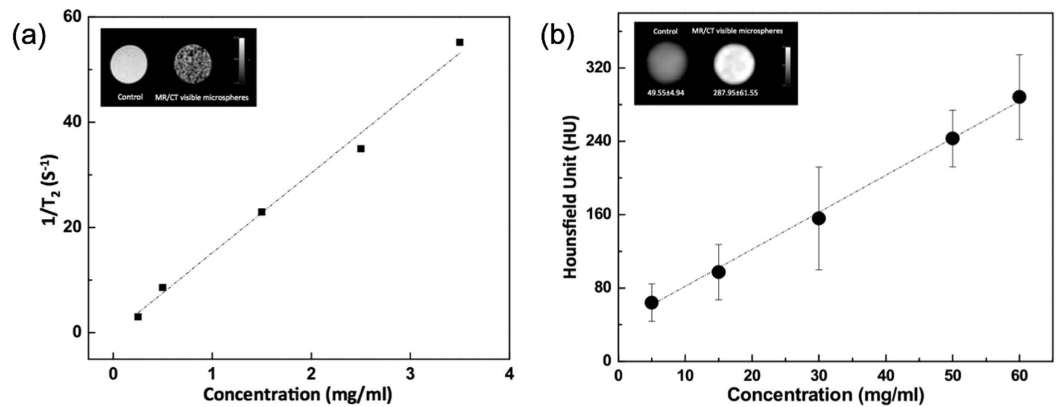 (a)
60
40
20
0
1/T2 (S-1)
Control
MR/CT visible microspheres
0 1 2 3 4
Concentration (mg/ml)
(b)
320
240
160
80
0
Hounsfield Unit (HU)
Control
MR/CT visible microspheres
49.55±4.94
287.95±61.55
0 10 20 30 40 50 60
Concentration (mg/ml)